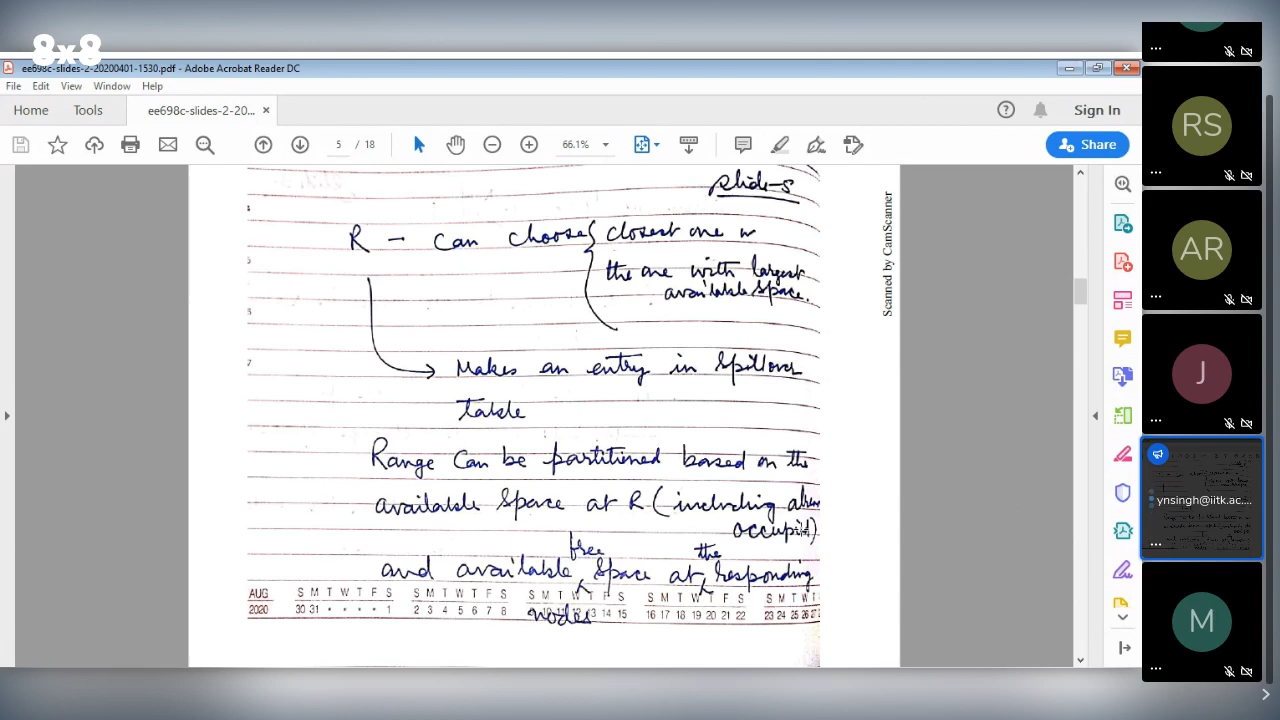 8x8
ee698c-slides-2-20200401-1530.pdf - Adobe Acrobat Reader DC
File Edit View Window Help
Home Tools ee698c-slides-2-20... × Sign In
5 / 18 66.1% Share
slide-5
R - Can choose { closest one or
the one with largest
available space.
Makes an entry in Spillover
table
Range Can be partitioned based on the
available space at R (including
occupied)
free the
and available space at responding
nodes
AUG S M T W T F S S M T W T F S S M T W T F S S M T W T F S S M T W T
2020 30 31 • • • • 1 2 3 4 5 6 7 8 13 14 15 16 17 18 19 20 21 22 23 24 25 26
Scanned by CamScanner
RS
AR
J
ynsingh@iitk.ac....
M